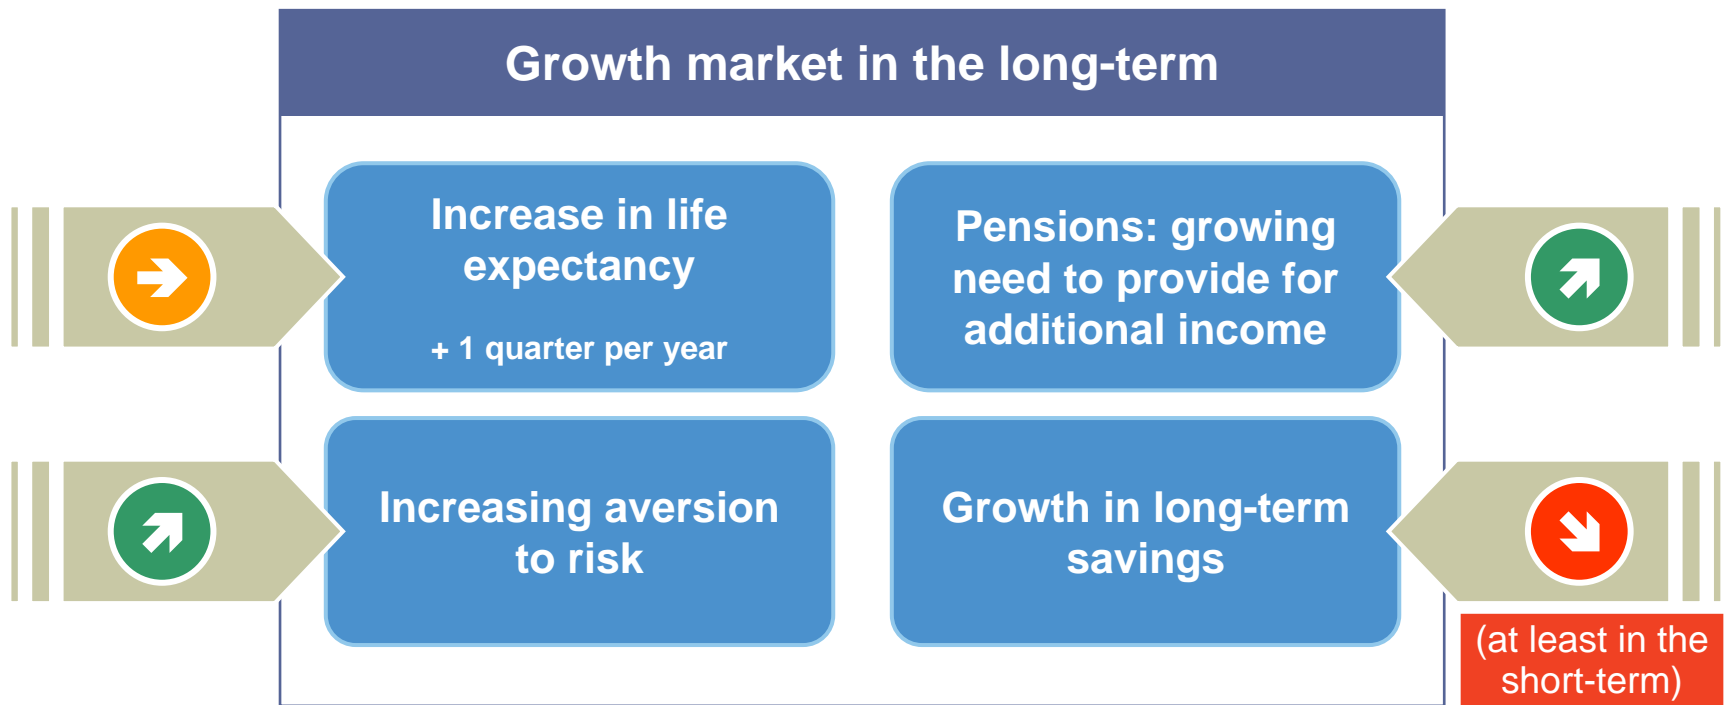 Growth market in the long-term
Increase in life
expectancy
+ 1 quarter per year
Pensions: growing
need to provide for
additional income
Increasing aversion
to risk
Growth in long-term
savings
(at least in the
short-term)